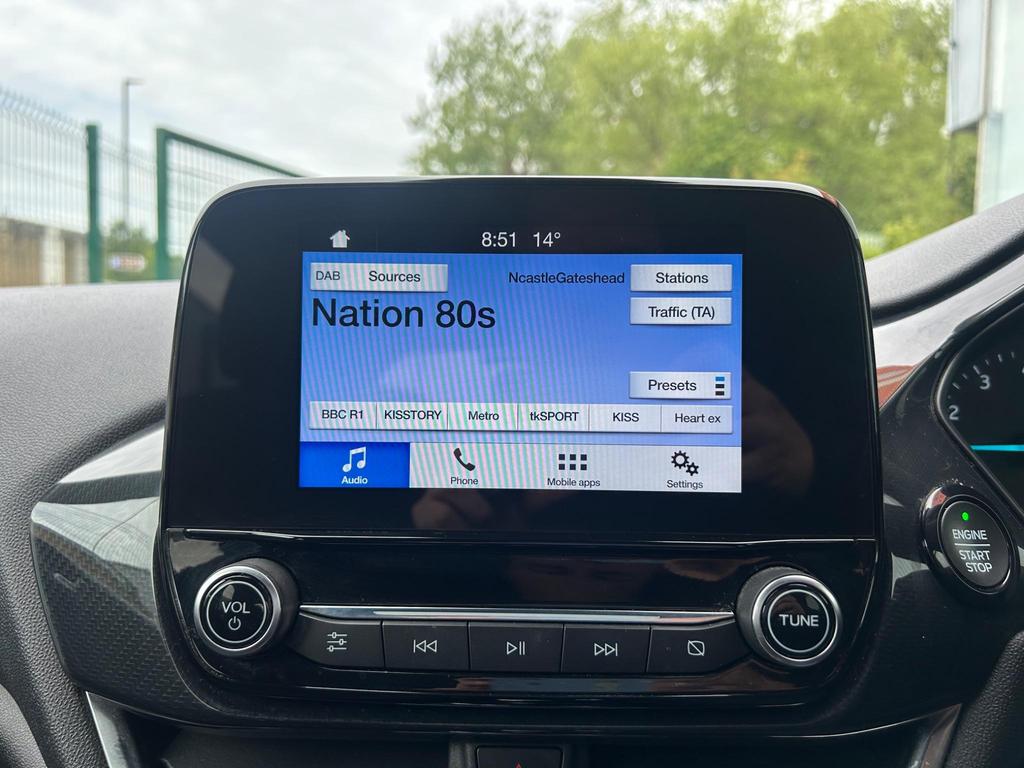 8:51 14°
DAB Sources NcastleGateshead Stations
Nation 80s Traffic (TA)
Presets
BBC R1 KISSTORY Metro tkSPORT KISS Heart ex
Audio Phone Mobile apps Settings
VOL TUNE
3
2
ENGINE
START
STOP